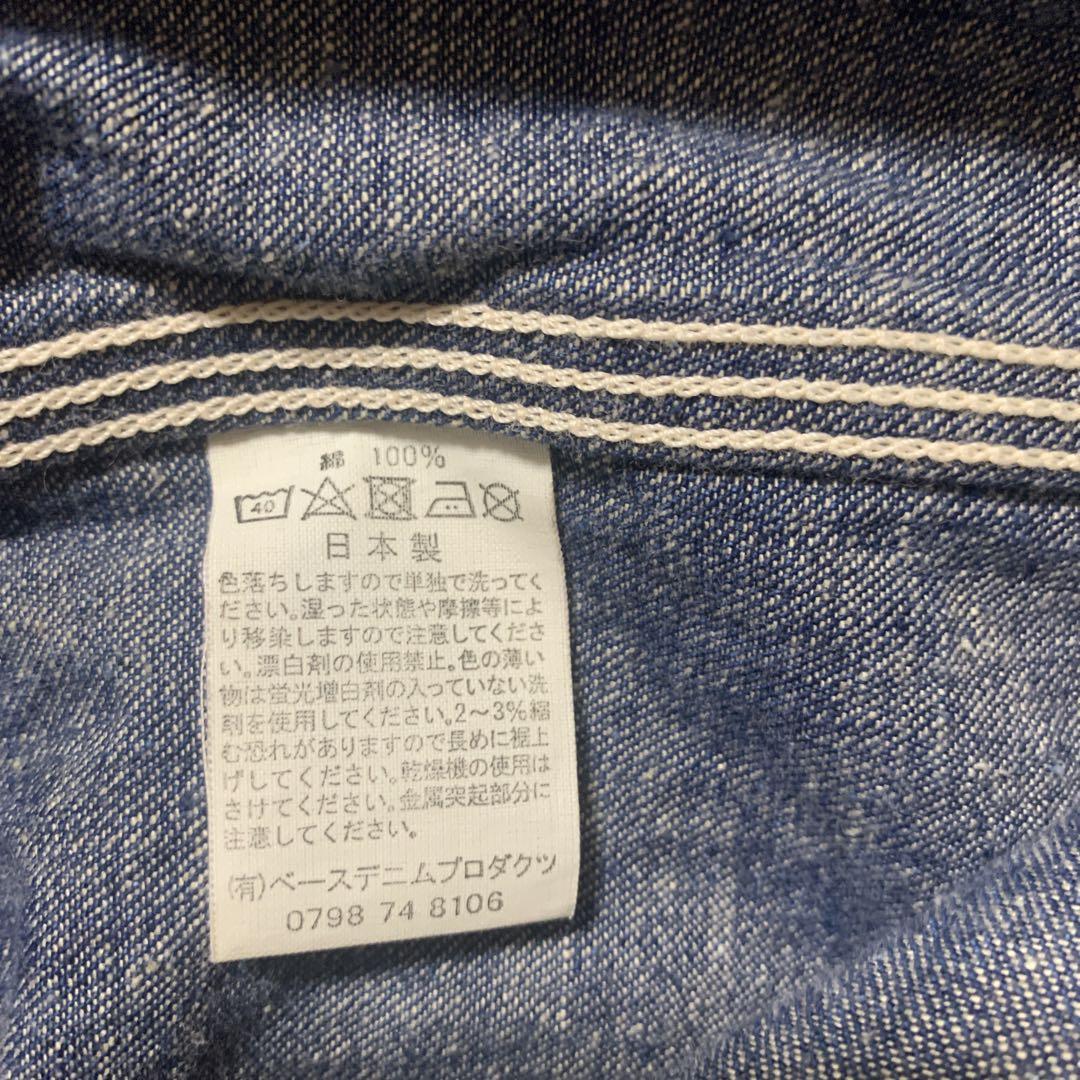 綿 100%
40
日本製
色落ちしますので単独で洗ってく
ださい。湿った状態や摩擦等によ
り移染しますので注意してくださ
い。漂白剤の使用禁止。色の薄い
物は蛍光増白剤の入っていない洗
剤を使用してください。2〜3%縮
む恐れがありますので長めに裾上
げしてください。乾燥機の使用は
さけてください。金属突起部分に
注意してください。
(有)ベースデニムプロダクツ
0798 74 8106